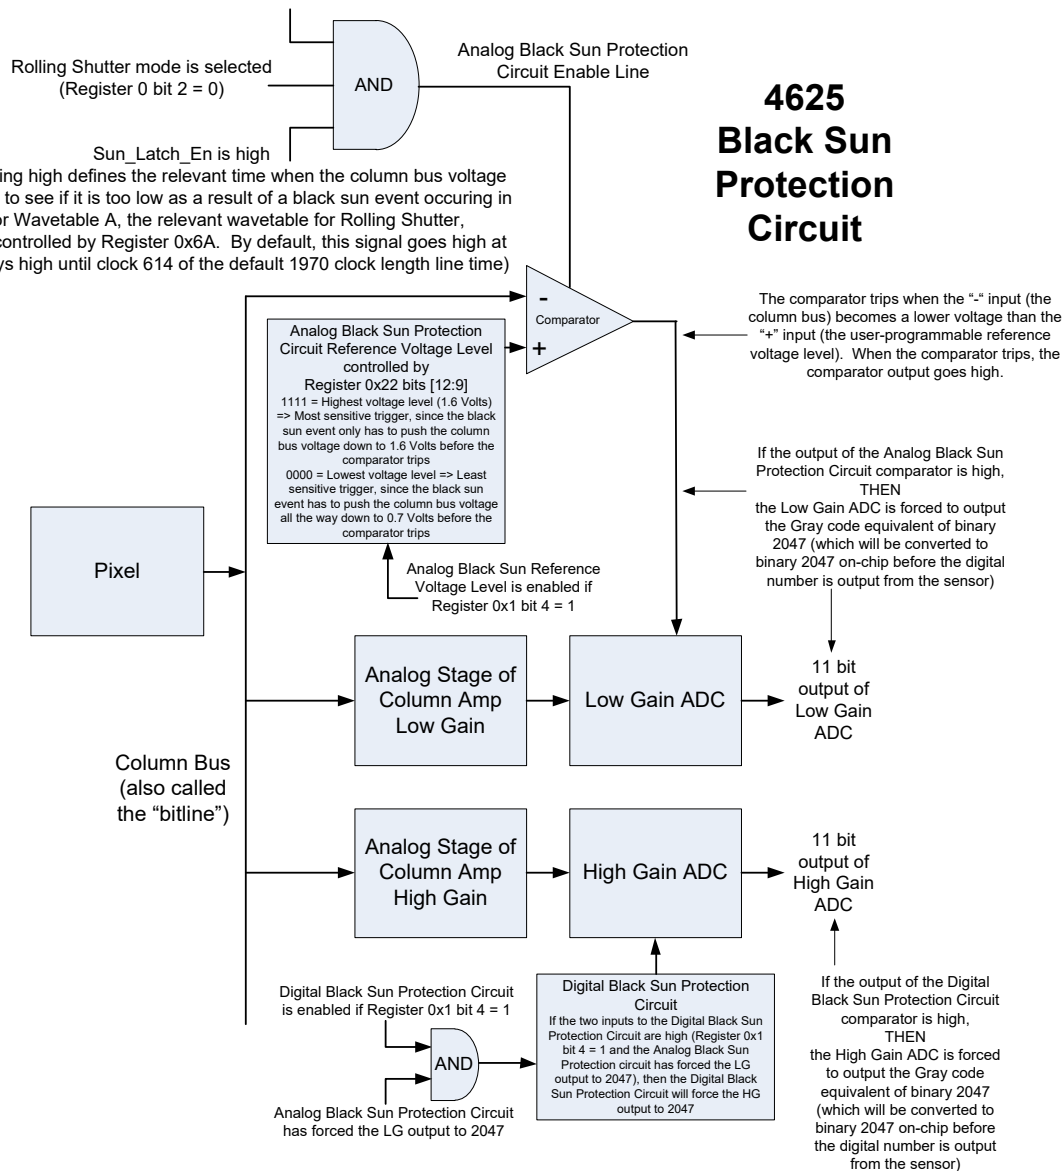 Rolling Shutter mode is selected
(Register 0 bit 2 = 0)
AND
Analog Black Sun Protection
Circuit Enable Line
4625
Black Sun
Protection
Circuit
Sun_Latch_En is high
ing high defines the relevant time when the column bus voltage
to see if it is too low as a result of a black sun event occuring in
or Wavetable A, the relevant wavetable for Rolling Shutter,
controlled by Register 0x6A. By default, this signal goes high at
ys high until clock 614 of the default 1970 clock length line time)
-
Comparator
+
The comparator trips when the “-“ input (the
column bus) becomes a lower voltage than the
“+” input (the user-programmable reference
voltage level). When the comparator trips, the
comparator output goes high.
Analog Black Sun Protection
Circuit Reference Voltage Level
controlled by
Register 0x22 bits [12:9]
1111 = Highest voltage level (1.6 Volts)
=> Most sensitive trigger, since the black
sun event only has to push the column
bus voltage down to 1.6 Volts before the
comparator trips
0000 = Lowest voltage level => Least
sensitive trigger, since the black sun
event has to push the column bus voltage
all the way down to 0.7 Volts before the
comparator trips
If the output of the Analog Black Sun
Protection Circuit comparator is high,
THEN
the Low Gain ADC is forced to output
the Gray code equivalent of binary
2047 (which will be converted to
binary 2047 on-chip before the digital
number is output from the sensor)
Pixel
Analog Black Sun Reference
Voltage Level is enabled if
Register 0x1 bit 4 = 1
Analog Stage of
Column Amp
Low Gain
Low Gain ADC
11 bit
output of
Low Gain
ADC
Column Bus
(also called
the “bitline”)
Analog Stage of
Column Amp
High Gain
High Gain ADC
11 bit
output of
High Gain
ADC
Digital Black Sun Protection Circuit
is enabled if Register 0x1 bit 4 = 1
AND
Analog Black Sun Protection Circuit
has forced the LG output to 2047
Digital Black Sun Protection
Circuit
If the two inputs to the Digital Black Sun
Protection Circuit are high (Register 0x1
bit 4 = 1 and the Analog Black Sun
Protection circuit has forced the LG
output to 2047), then the Digital Black
Sun Protection Circuit will force the HG
output to 2047
If the output of the Digital
Black Sun Protection Circuit
comparator is high,
THEN
the High Gain ADC is forced
to output the Gray code
equivalent of binary 2047
(which will be converted to
binary 2047 on-chip before
the digital number is output
from the sensor)